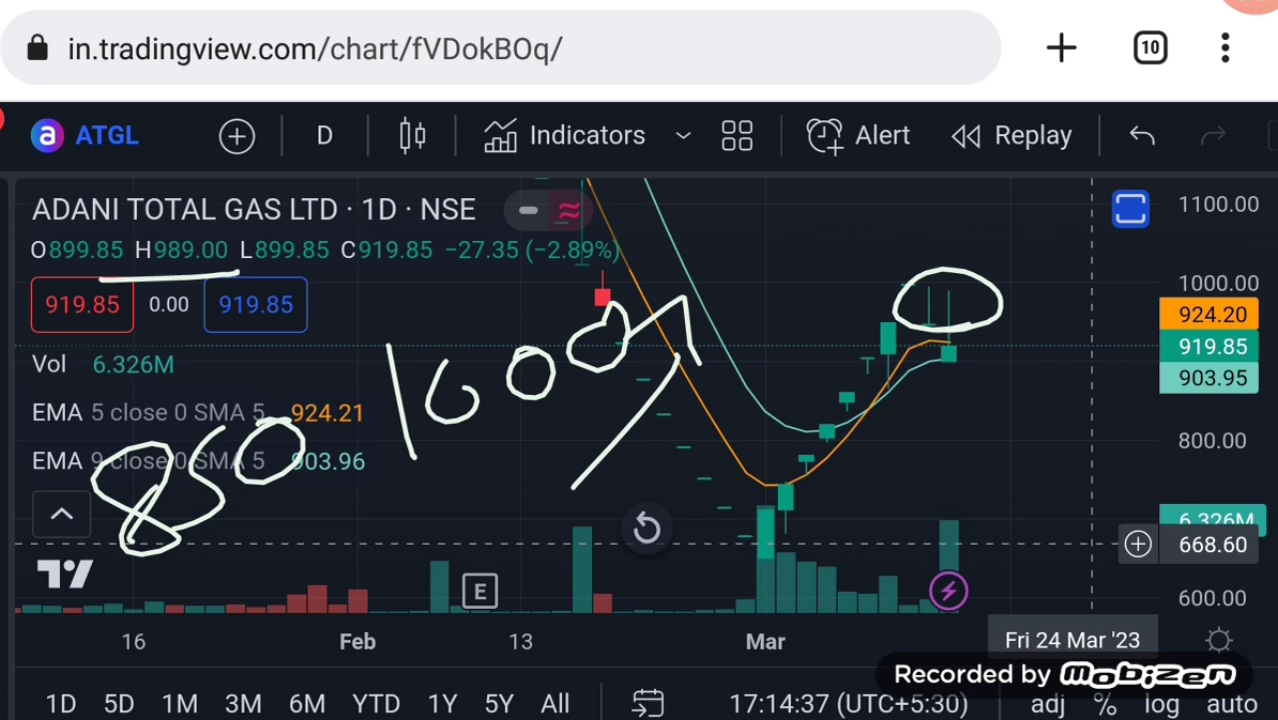 in.tradingview.com/chart/fVDokBOq/
10
a ATGL
D
Indicators
Alert
Replay
ADANI TOTAL GAS LTD · 1D · NSE
O899.85 H989.00 L899.85 C919.85 −27.35 (−2.89%)
919.85 0.00 919.85
Vol 6.326M
EMA 5 close 0 SMA 5 924.21
EMA 9 close 0 SMA 5 903.96
850
1100.00
1000.00
924.20
919.85
903.95
800.00
6.326M
668.60
600.00
E
16 Feb 13 Mar Fri 24 Mar '23
Recorded by Mobizen
1D 5D 1M 3M 6M YTD 1Y 5Y All 17:14:37 (UTC+5:30) adj % log auto